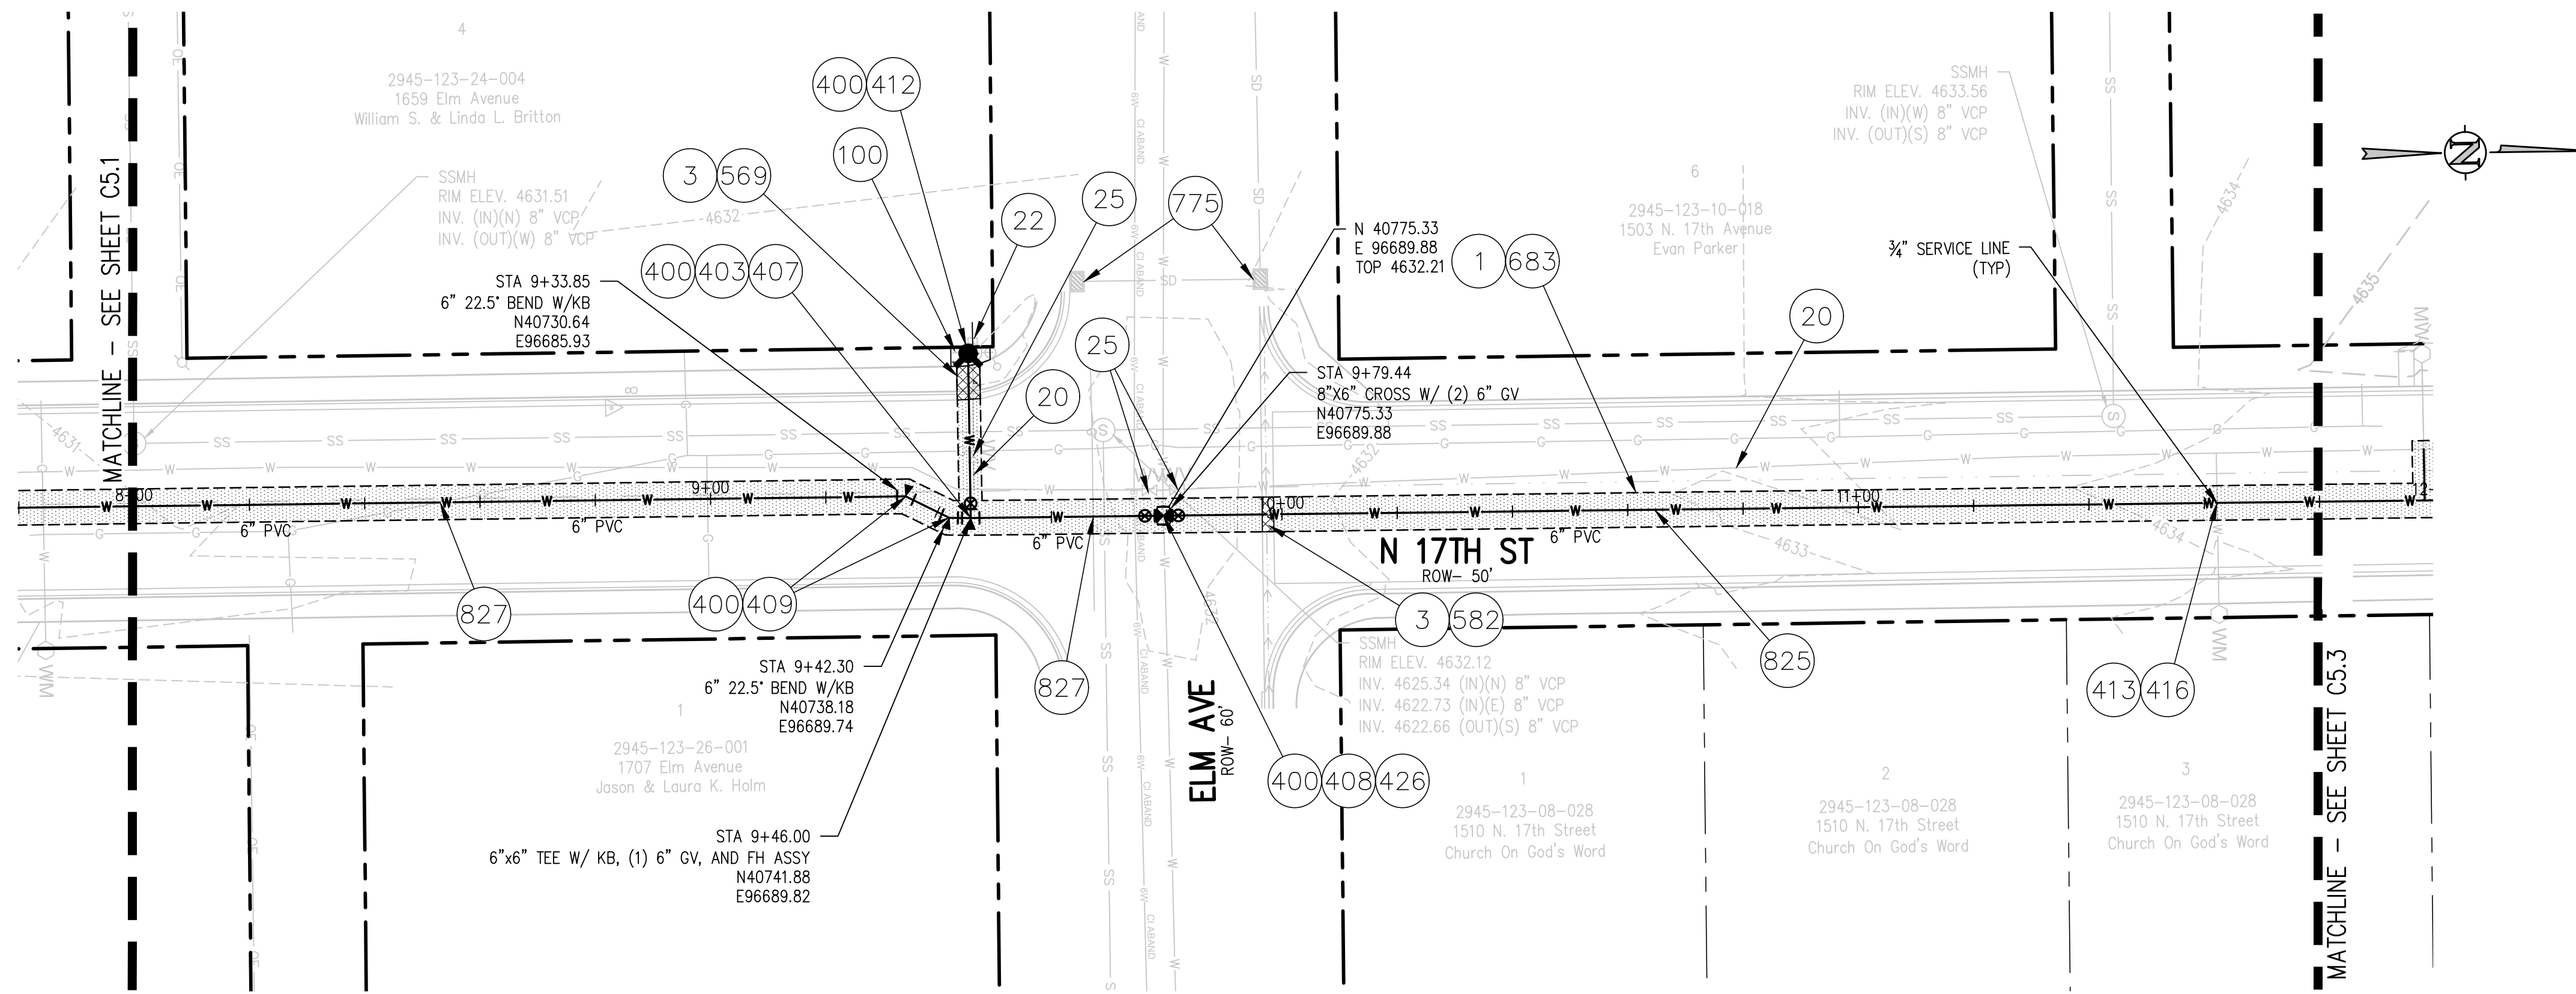 4
2945-123-24-004
1659 Elm Avenue
William S. & Linda L. Britton
SSMH
RIM ELEV. 4631.51
INV. (IN)(N) 8" VCP
INV. (OUT)(W) 8" VCP
MATCHLINE - SEE SHEET C5.1
400 412
100
3 569
22
25
775
4632
400 403 407
STA 9+33.85
6" 22.5° BEND W/KB
N40730.64
E96685.93
25
20
N 40775.33
E 96689.88
TOP 4632.21
1 683
STA 9+79.44
8"X6" CROSS W/ (2) 6" GV
N40775.33
E96689.88
6
2945-123-10-018
1503 N. 17th Avenue
Evan Parker
20
SSMH
RIM ELEV. 4633.56
INV. (IN)(W) 8" VCP
INV. (OUT)(S) 8" VCP
¾" SERVICE LINE
(TYP)
N
4634
4635
WM
4631
8+00
9+00
10+00
11+00
12
6" PVC
6" PVC
6" PVC
6" PVC
N 17TH ST
ROW- 50'
4632
4633
4634
4632
827
400 409
827
3 582
825
413 416
WM
WM
STA 9+42.30
6" 22.5° BEND W/KB
N40738.18
E96689.74
SSMH
RIM ELEV. 4632.12
INV. 4625.34 (IN)(N) 8" VCP
INV. 4622.73 (IN)(E) 8" VCP
INV. 4622.66 (OUT)(S) 8" VCP
ELM AVE
ROW- 60'
400 408 426
1
2945-123-26-001
1707 Elm Avenue
Jason & Laura K. Holm
STA 9+46.00
6"x6" TEE W/ KB, (1) 6" GV, AND FH ASSY
N40741.88
E96689.82
1
2945-123-08-028
1510 N. 17th Street
Church On God's Word
2
2945-123-08-028
1510 N. 17th Street
Church On God's Word
3
2945-123-08-028
1510 N. 17th Street
Church On God's Word
MATCHLINE - SEE SHEET C5.3